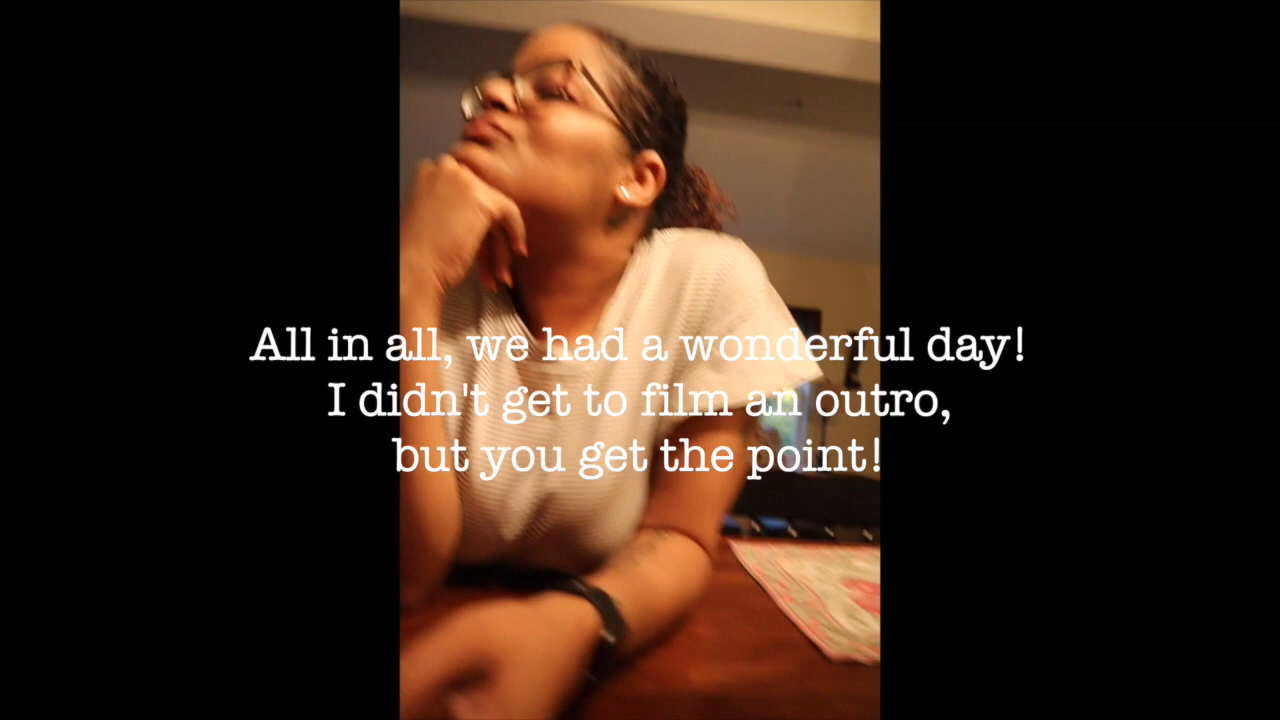 All in all, we had a wonderful day!
I didn't get to film an outro,
but you get the point!